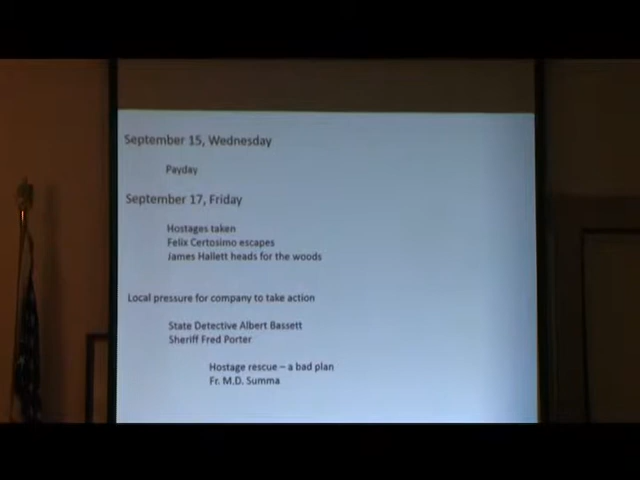 September 15, Wednesday
Payday
September 17, Friday
Hostages taken
Felix Certosimo escapes
James Hallett heads for the woods
Local pressure for company to take action
State Detective Albert Bassett
Sheriff Fred Porter
Hostage rescue – a bad plan
Fr. M.D. Summa